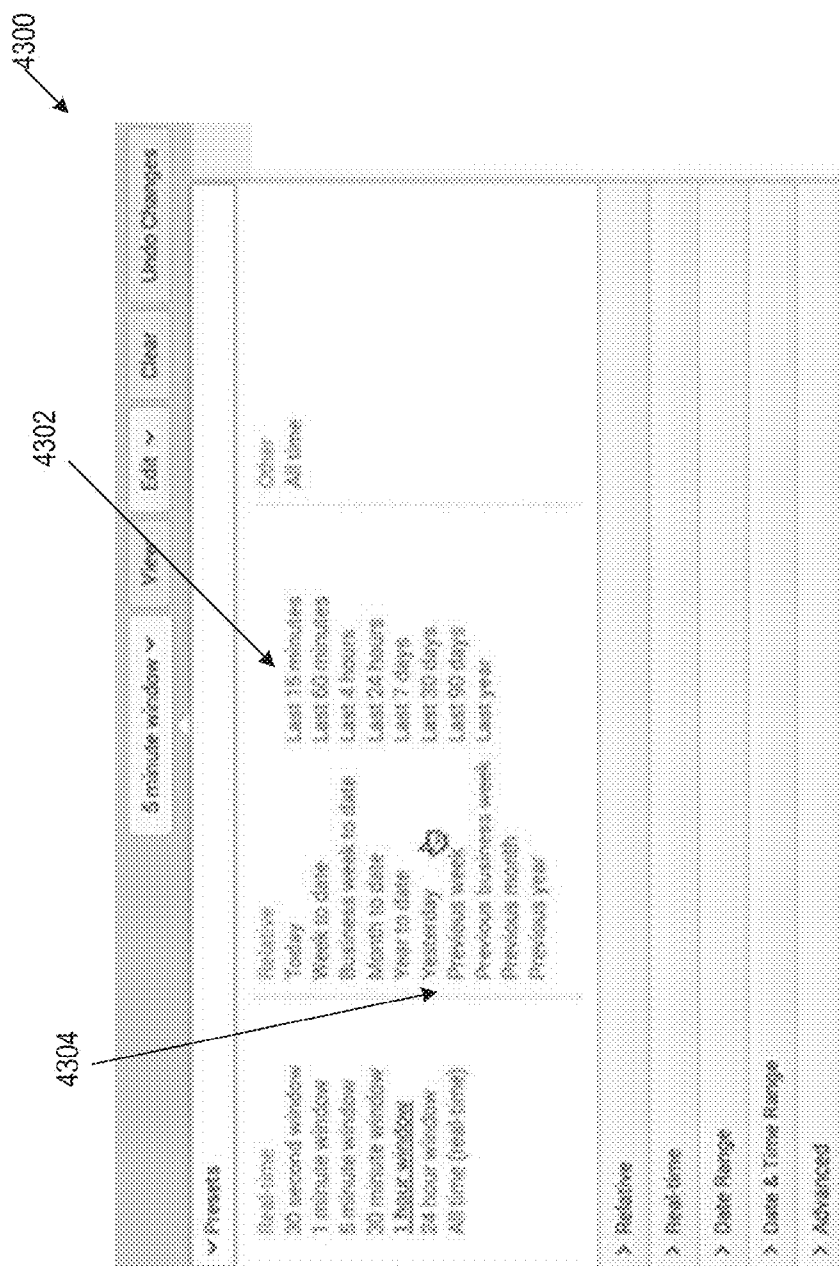 4300
5 minute window
View
Edit
Clear
Undo Changes
Presets
Real-time
30 second window
1 minute window
5 minute window
30 minute window
1 hour window
24 hour window
All time (real-time)
Relative
Today
Week to date
Business week to date
Month to date
Year to date
Yesterday
Previous week
Previous business week
Previous month
Previous year
Last 15 minutes
Last 60 minutes
Last 4 hours
Last 24 hours
Last 7 days
Last 30 days
Last 90 days
Last year
Other
All time
4302
4304
Relative
Real-time
Date Range
Date & Time Range
Advanced